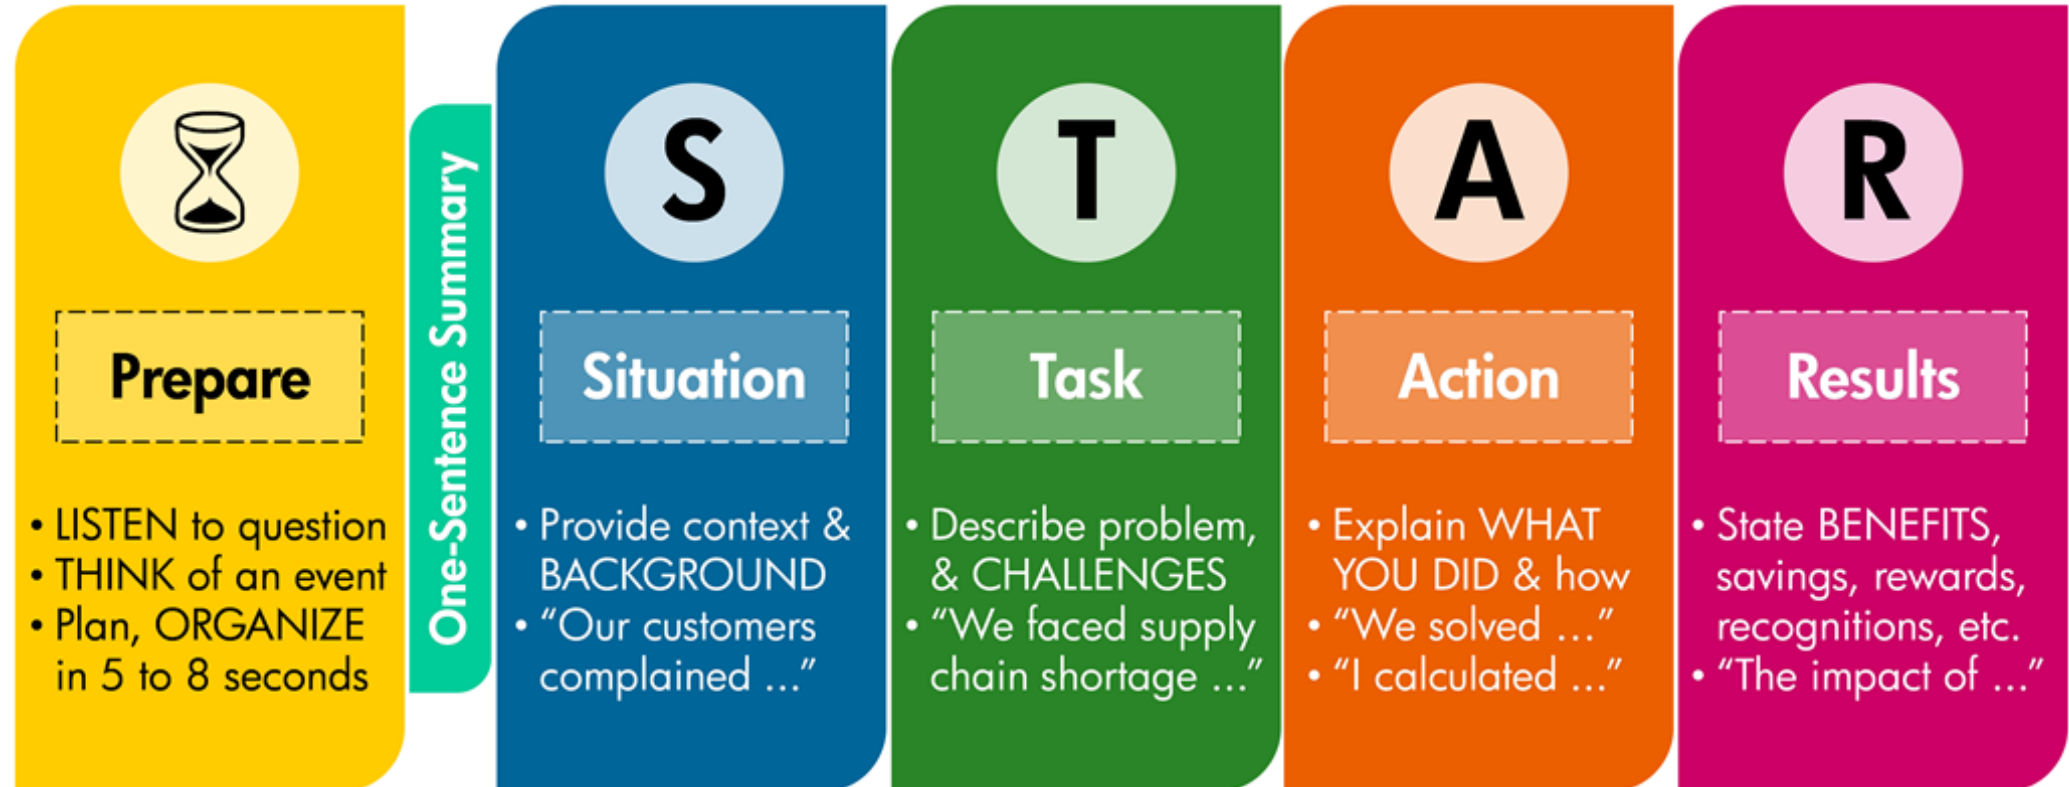 Prepare
• LISTEN to question
• THINK of an event
• Plan, ORGANIZE
in 5 to 8 seconds
One-Sentence Summary
S
Situation
• Provide context &
BACKGROUND
• “Our customers
complained ...”
T
Task
• Describe problem,
& CHALLENGES
• “We faced supply
chain shortage ...”
A
Action
• Explain WHAT
YOU DID & how
• “We solved ...”
• “I calculated ...”
R
Results
• State BENEFITS,
savings, rewards,
recognitions, etc.
• “The impact of ...”